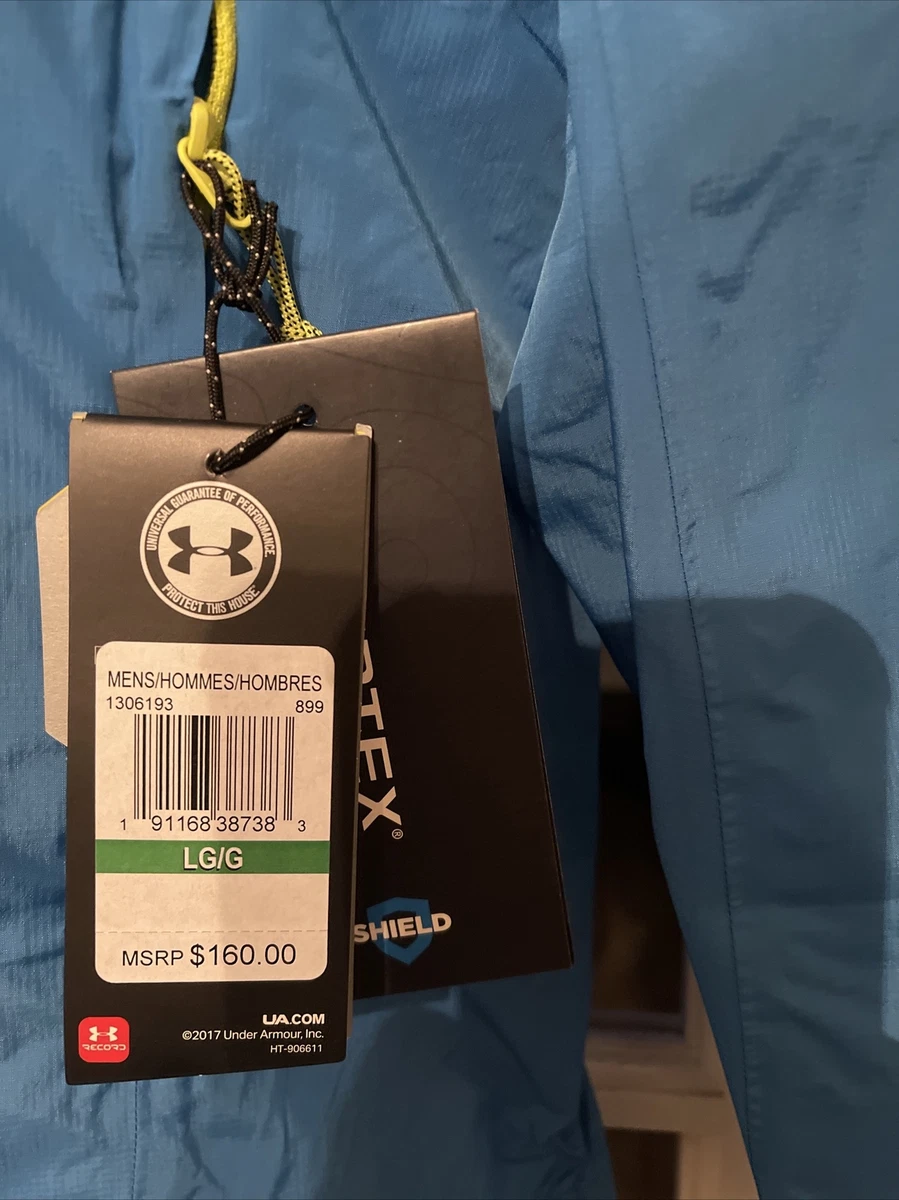 UNIVERSAL GUARANTEE OF PERFORMANCE.
PROTECT THIS HOUSE
MENS/HOMMES/HOMBRES
1306193 899
1 91168 38738 3
LG/G
MSRP $160.00
UA.COM
©2017 Under Armour, Inc.
HT-906611
RECORD
TEX®
SHIELD